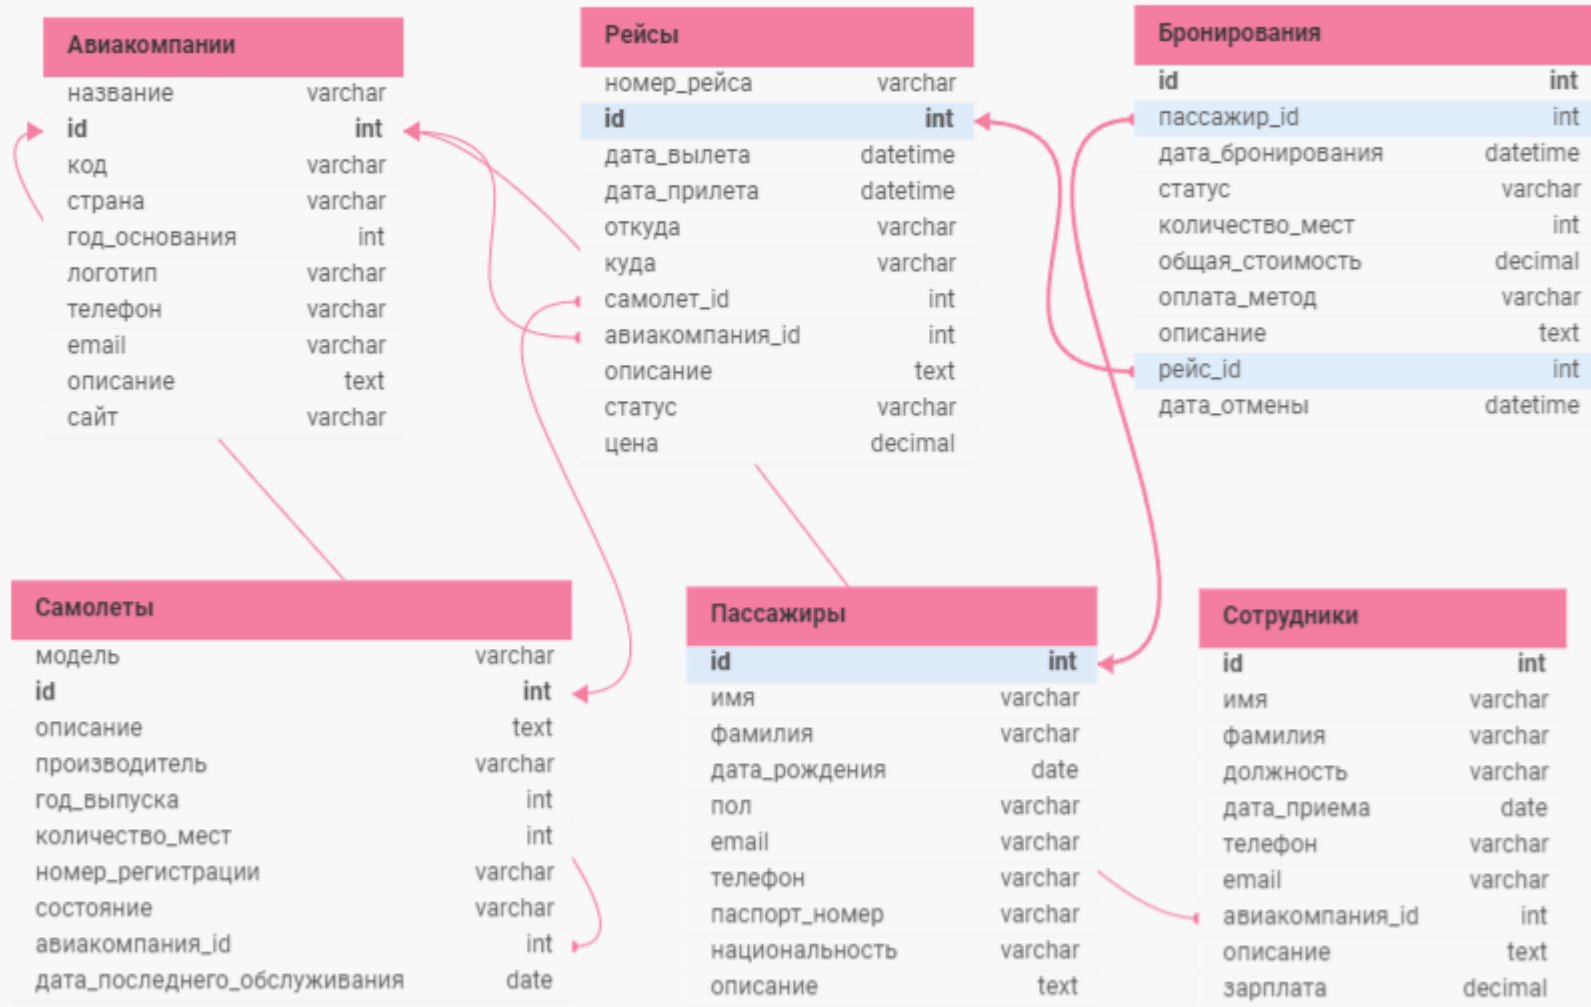 Авиакомпании
название varchar
id int
код varchar
страна varchar
год_основания int
логотип varchar
телефон varchar
email varchar
описание text
сайт varchar
Рейсы
номер_рейса varchar
id int
дата_вылета datetime
дата_прилета datetime
откуда varchar
куда varchar
самолет_id int
авиакомпания_id int
описание text
статус varchar
цена decimal
Бронирования
id int
пассажир_id int
дата_бронирования datetime
статус varchar
количество_мест int
общая_стоимость decimal
оплата_метод varchar
описание text
рейс_id int
дата_отмены datetime
Самолеты
модель varchar
id int
описание text
производитель varchar
год_выпуска int
количество_мест int
номер_регистрации varchar
состояние varchar
авиакомпания_id int
дата_последнего_обслуживания date
Пассажиры
id int
имя varchar
фамилия varchar
дата_рождения date
пол varchar
email varchar
телефон varchar
паспорт_номер varchar
национальность varchar
описание text
Сотрудники
id int
имя varchar
фамилия varchar
должность varchar
дата_приема date
телефон varchar
email varchar
авиакомпания_id int
описание text
зарплата decimal